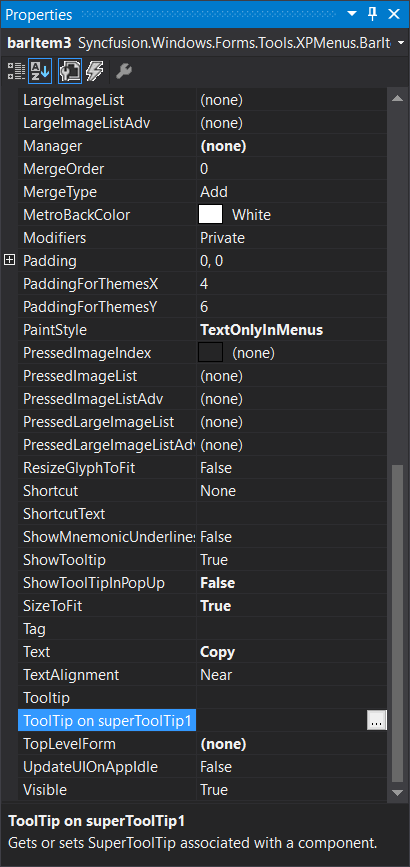 Properties
barItem3 Syncfusion.Windows.Forms.Tools.XPMenus.BarIt
LargeImageList (none)
LargeImageListAdv (none)
Manager (none)
MergeOrder 0
MergeType Add
MetroBackColor White
Modifiers Private
Padding 0, 0
PaddingForThemesX 4
PaddingForThemesY 6
PaintStyle TextOnlyInMenus
PressedImageIndex (none)
PressedImageList (none)
PressedImageListAdv (none)
PressedLargeImageList (none)
PressedLargeImageListAdv (none)
ResizeGlyphToFit False
Shortcut None
ShortcutText
ShowMnemonicUnderlines False
ShowTooltip True
ShowToolTipInPopUp False
SizeToFit True
Tag
Text Copy
TextAlignment Near
Tooltip
ToolTip on superToolTip1 ...
TopLevelForm (none)
UpdateUIOnAppIdle False
Visible True
ToolTip on superToolTip1
Gets or sets SuperToolTip associated with a component.